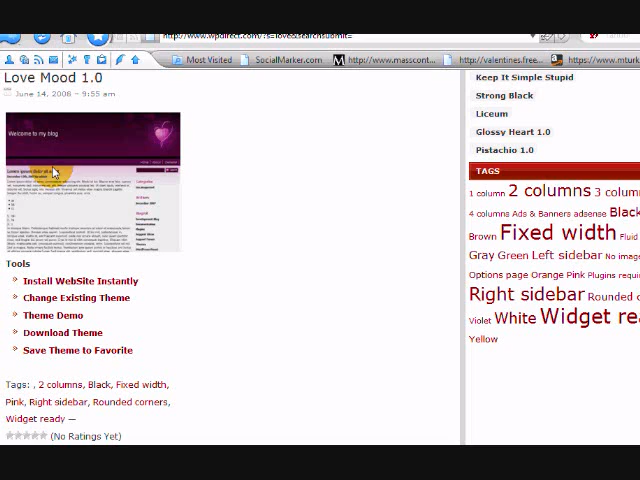 http://www.wpdirect.com/?s=love&searchsubmit=
Most Visited
SocialMarker.com
http://www.masscont...
http://valentines.free...
https://www.mturk
Love Mood 1.0
June 14, 2006 – 9:55 am
Welcome to my blog
Tools
Install WebSite Instantly
Change Existing Theme
Theme Demo
Download Theme
Save Theme to Favorite
Tags: , 2 columns, Black, Fixed width,
Pink, Right sidebar, Rounded corners,
Widget ready —
(No Ratings Yet)
Keep It Simple Stupid
Strong Black
Liceum
Glossy Heart 1.0
Pistachio 1.0
TAGS
1 column 2 columns 3 colum
4 columns Ads & Banners adsense Black
Brown Fixed width Fluid
Gray Green Left sidebar No image
Options page Orange Pink Plugins requi
Right sidebar Rounded c
Violet White Widget rea
Yellow